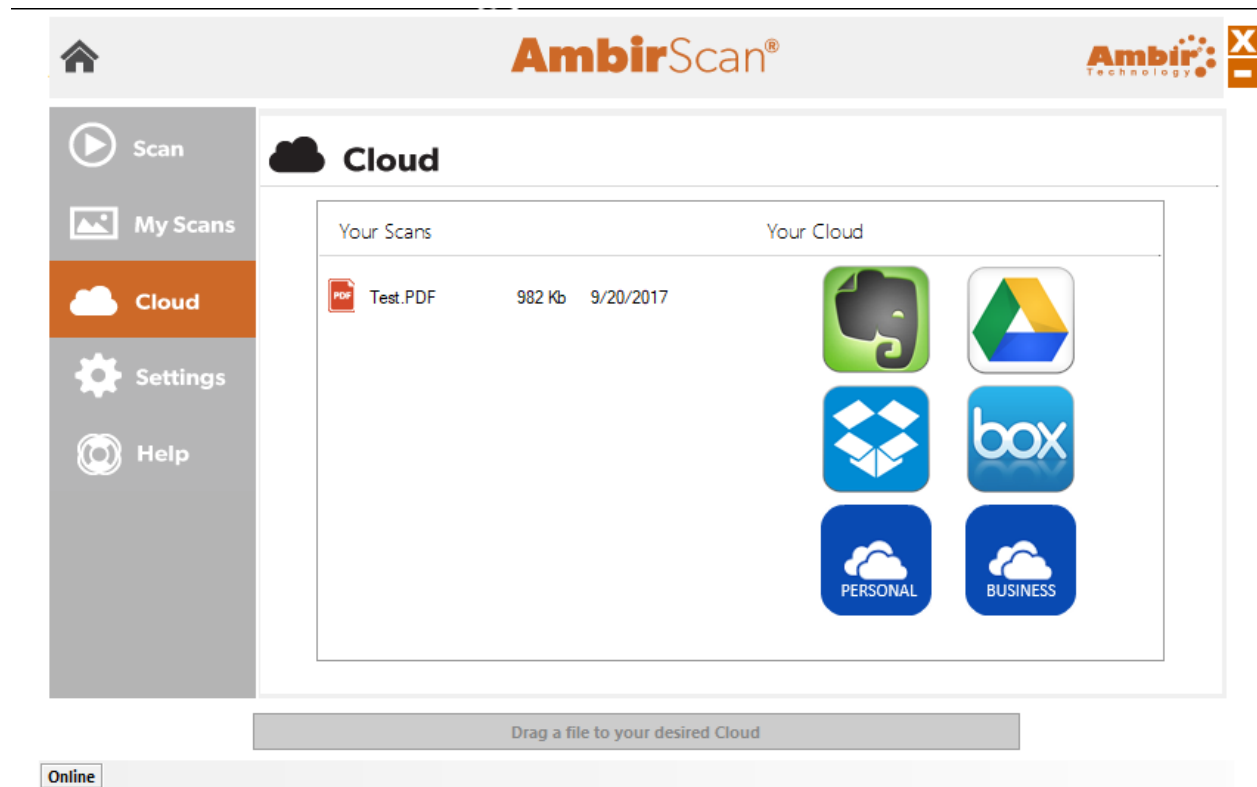 AmbirScan®
Ambir
Technology
X
Scan
My Scans
Cloud
Settings
Help
Cloud
Your Scans Your Cloud
PDF Test.PDF 982 Kb 9/20/2017
box
PERSONAL BUSINESS
Drag a file to your desired Cloud
Online